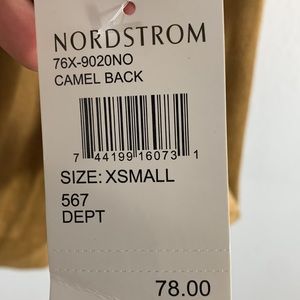 NORDSTROM
76X-9020NO
CAMEL BACK
7 44199 16073 1
SIZE: XSMALL
567
DEPT
78.00